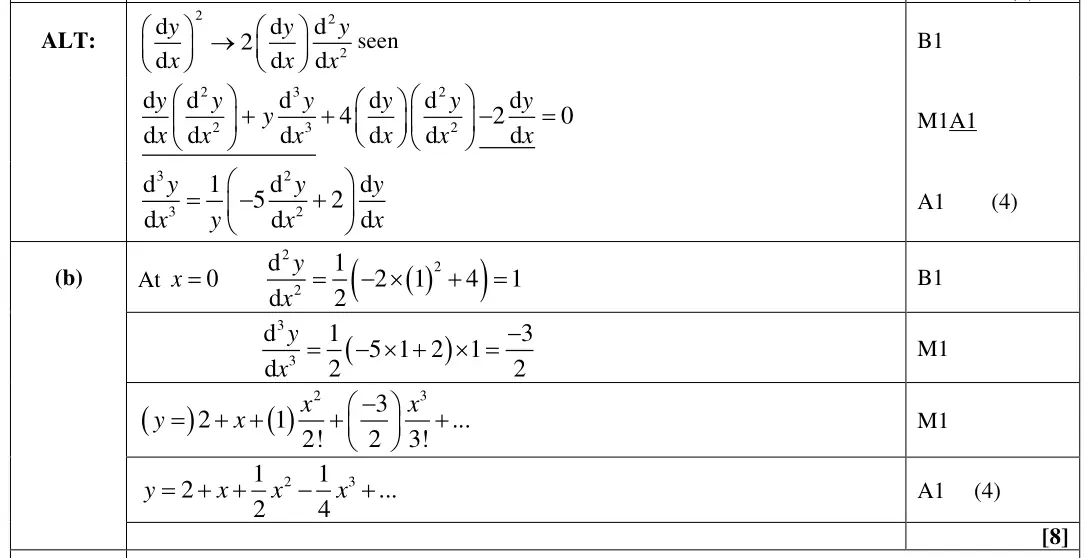 ALT: (dy/dx)² → 2(dy/dx) d²y/dx² seen B1
dy/dx (d²y/dx²) + y d³y/dx³ + 4(dy/dx)(d²y/dx²) −2 dy/dx = 0 M1A1
d³y/dx³ = 1/y (−5 d²y/dx² + 2) dy/dx A1 (4)
(b) At x = 0 d²y/dx² = 1/2 (−2×(1)² + 4) = 1 B1
d³y/dx³ = 1/2 (−5×1+2)×1 = −3/2 M1
(y =) 2 + x + (1) x²/2! + (−3/2) x³/3! + ... M1
y = 2 + x + 1/2 x² − 1/4 x³ + ... A1 (4)
[8]